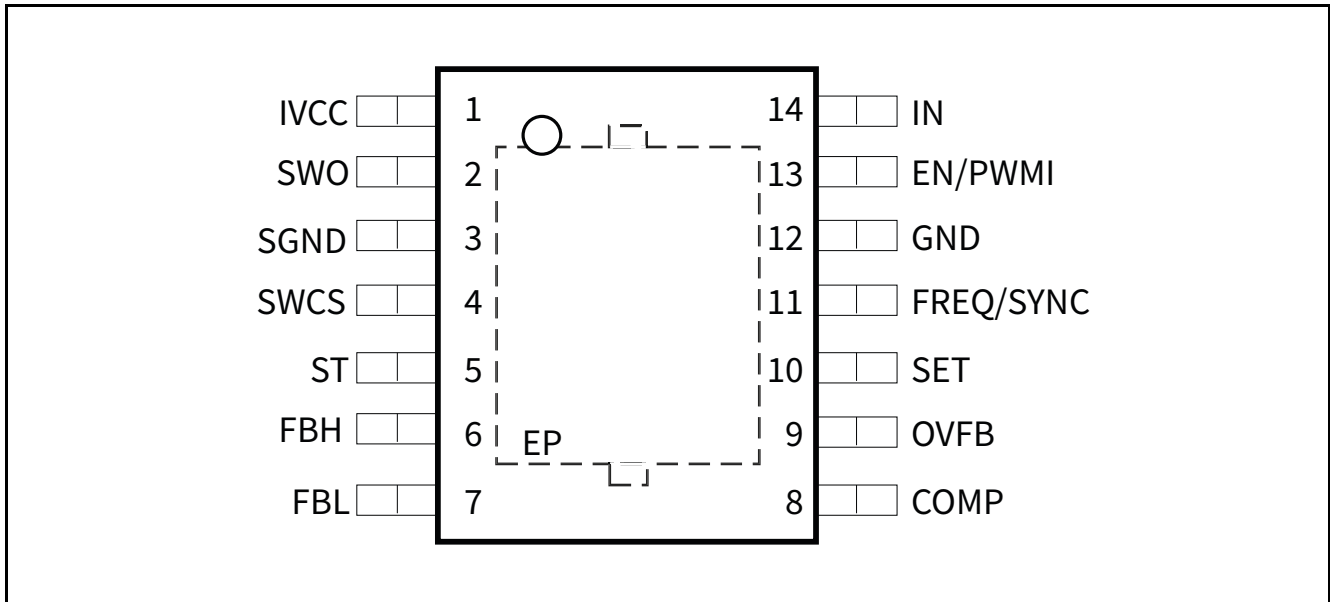 IVCC 1 14 IN
SWO 2 13 EN/PWMI
SGND 3 12 GND
SWCS 4 11 FREQ/SYNC
ST 5 10 SET
FBH 6 9 OVFB
EP
FBL 7 8 COMP